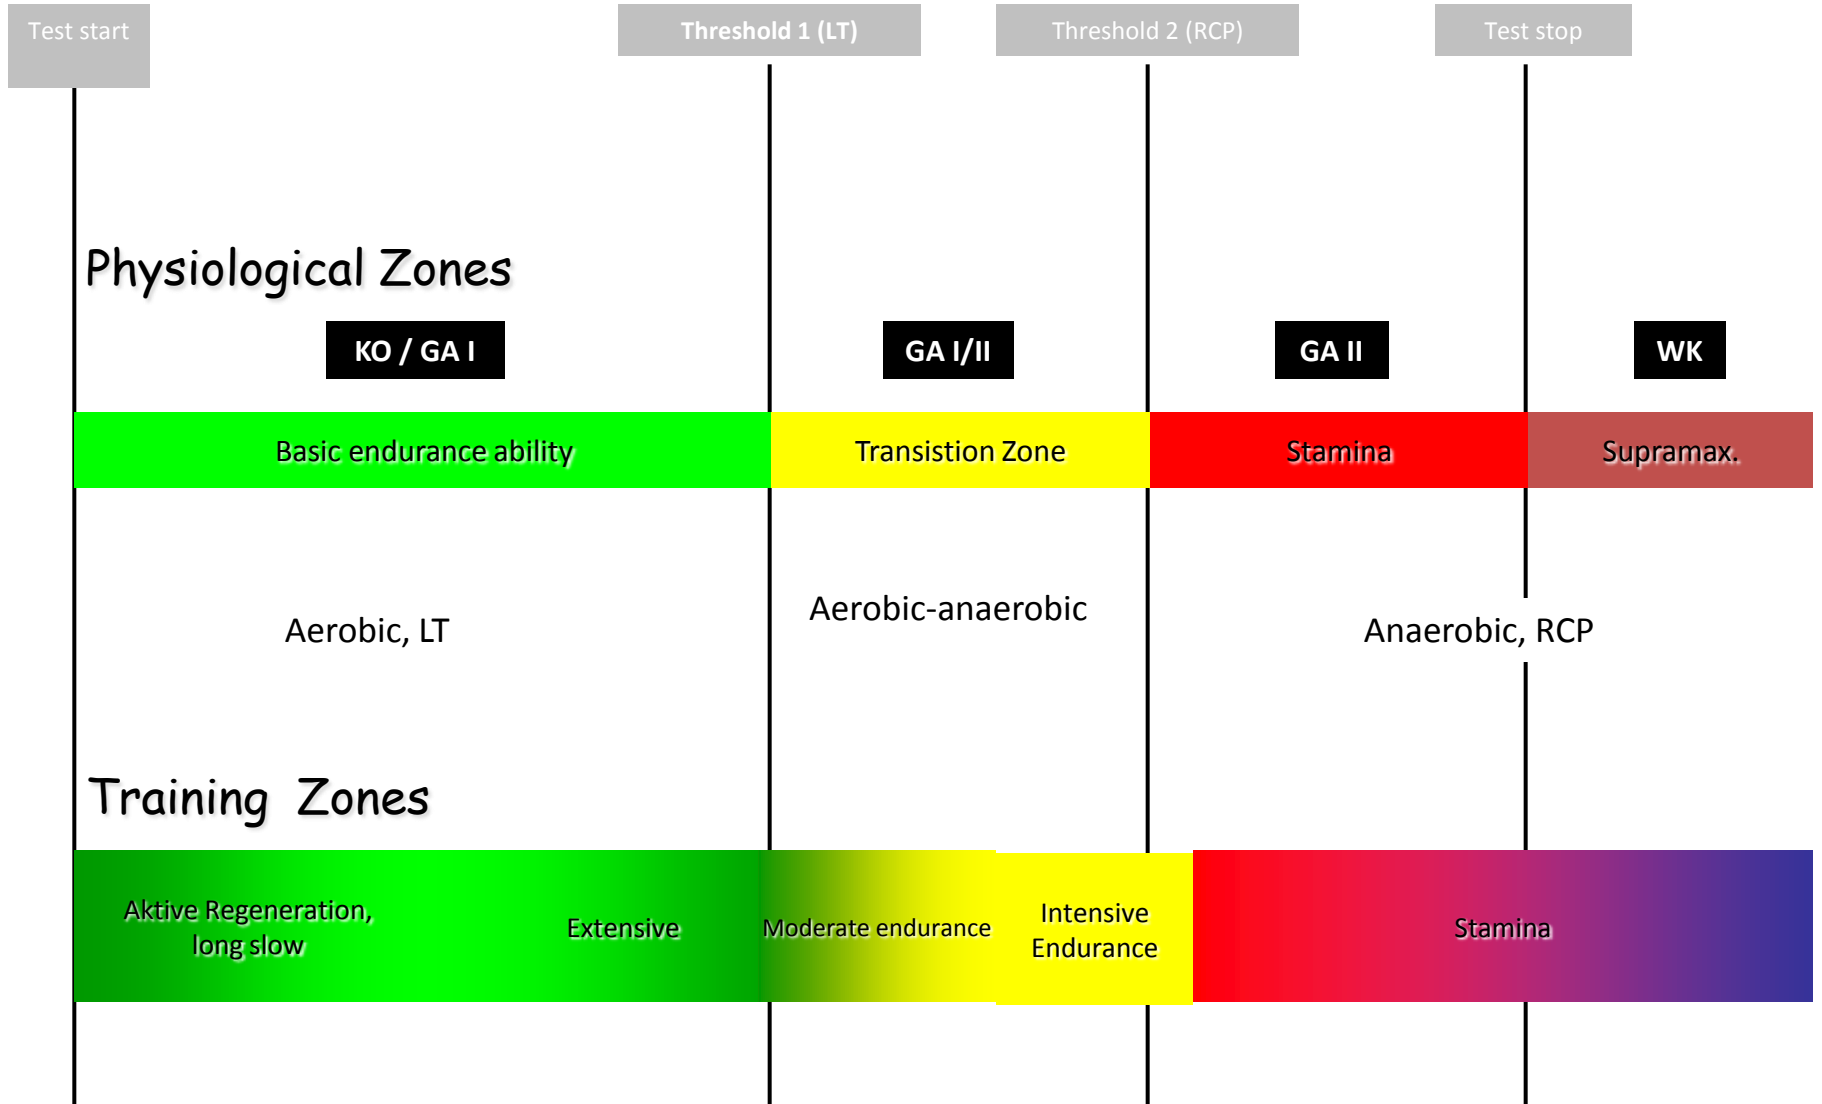 Test start
Threshold 1 (LT)
Threshold 2 (RCP)
Test stop
Physiological Zones
KO / GA I
GA I/II
GA II
WK
Basic endurance ability
Transistion Zone
Stamina
Supramax.
Aerobic, LT
Aerobic-anaerobic
Anaerobic, RCP
Training Zones
Aktive Regeneration,
long slow
Extensive
Moderate endurance
Intensive
Endurance
Stamina